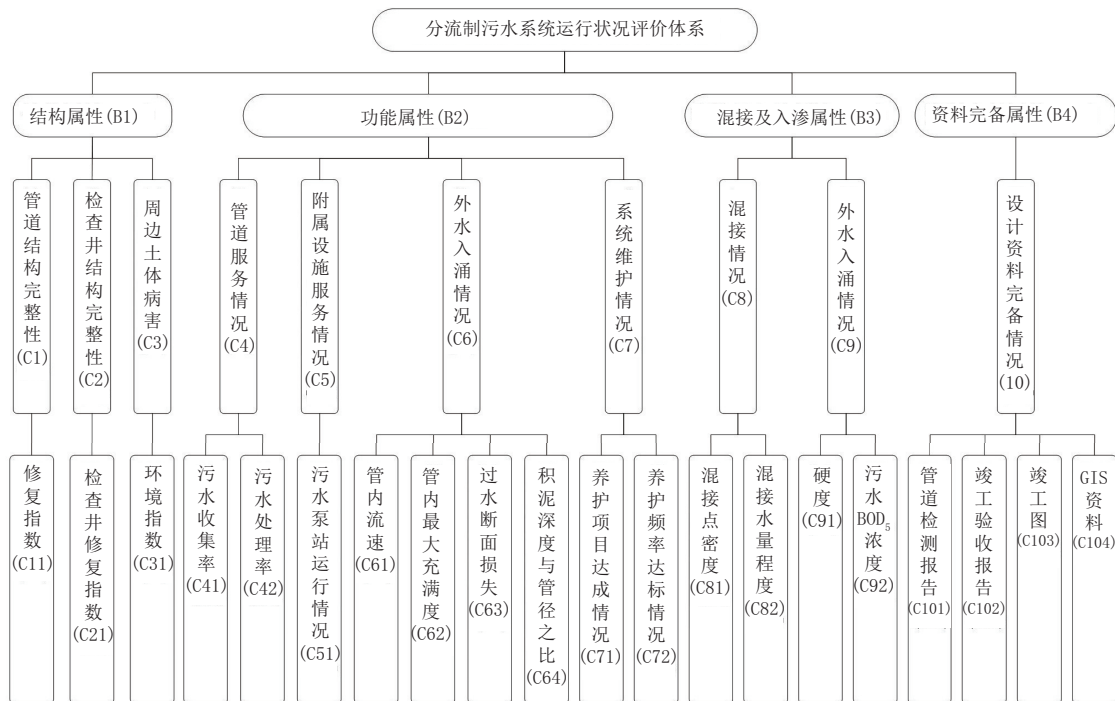 分流制污水系统运行状况评价体系
结构属性(B1)
功能属性(B2)
混接及入渗属性(B3)
资料完备属性(B4)
管道结构完整性(C1)
检查井结构完整性(C2)
周边土体病害(C3)
管道服务情况(C4)
附属设施服务情况(C5)
外水入涌情况(C6)
系统维护情况(C7)
混接情况(C8)
外水入涌情况(C9)
设计资料完备情况(10)
修复指数(C11)
检查井修复指数(C21)
环境指数(C31)
污水收集率(C41)
污水处理率(C42)
污水泵站运行情况(C51)
管内流速(C61)
管内最大充满度(C62)
过水断面损失(C63)
积泥深度与管径之比(C64)
养护项目达成情况(C71)
养护频率达标情况(C72)
混接点密度(C81)
混接水量程度(C82)
硬度(C91)
污水BOD₅浓度(C92)
管道检测报告(C101)
竣工验收报告(C102)
竣工图(C103)
GIS资料(C104)